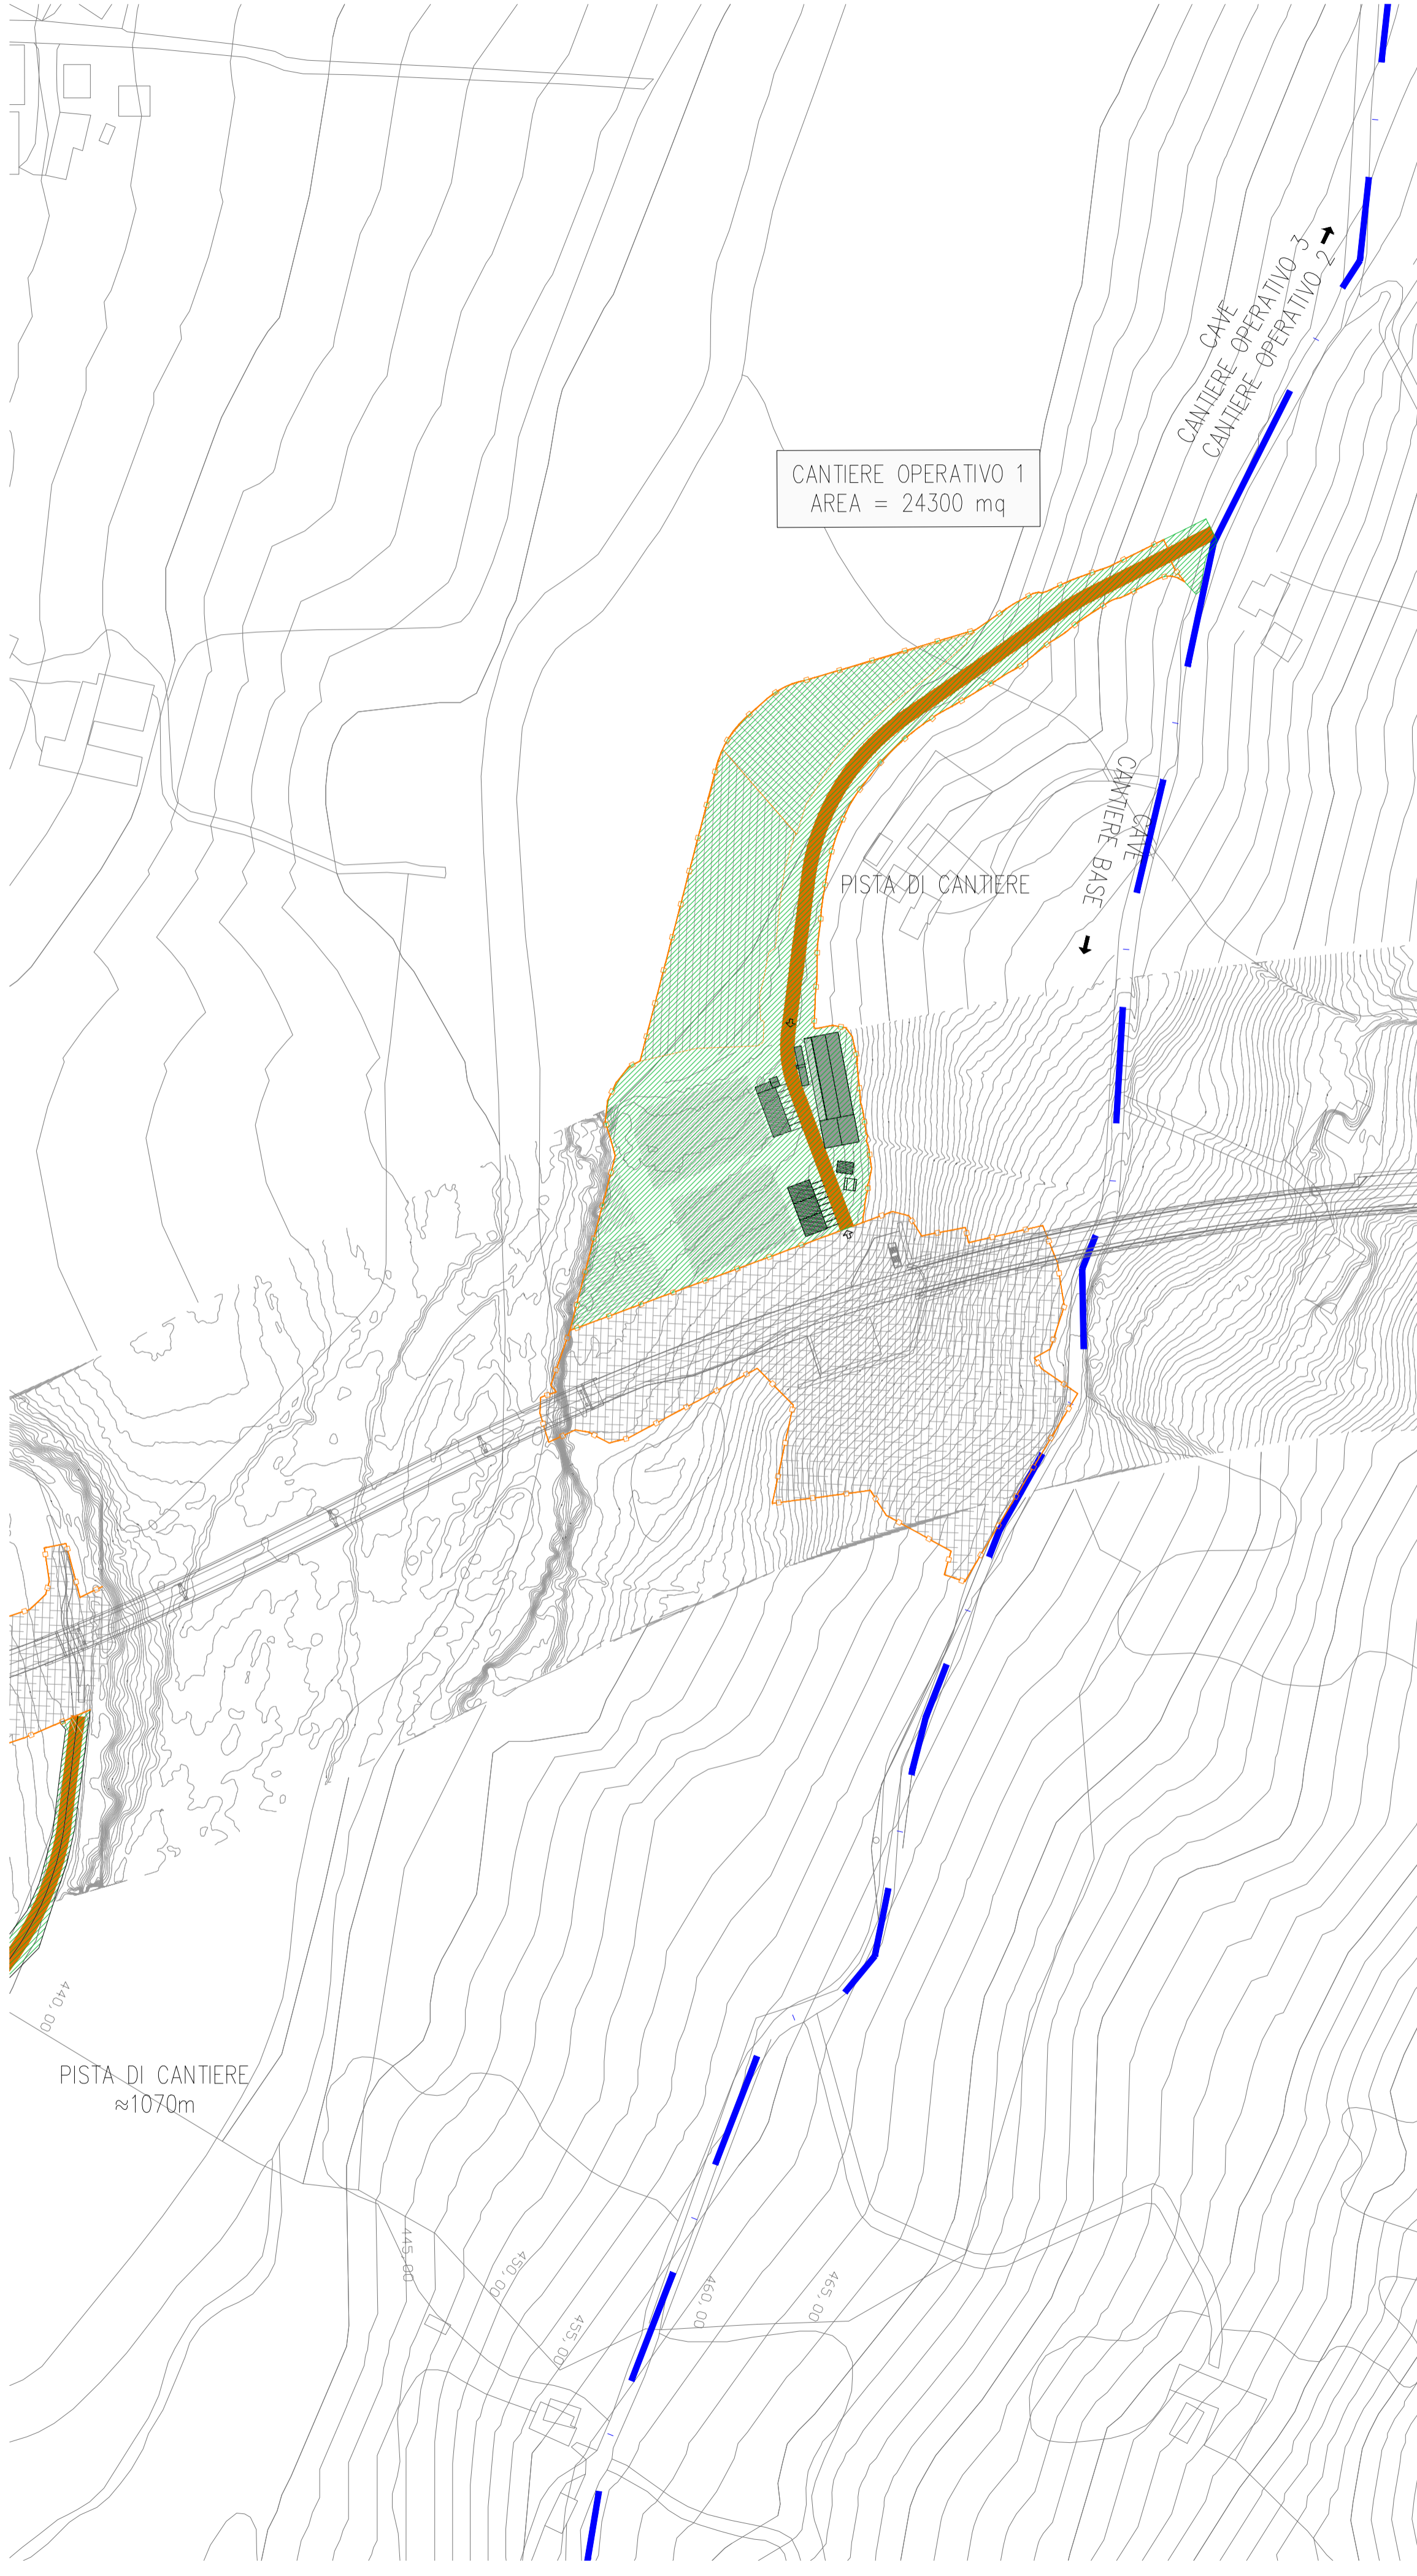 CAVE
CANTIERE OPERATIVO 3
CANTIERE OPERATIVO 2
CANTIERE OPERATIVO 1
AREA = 24300 mq
CAVE
CANTIERE BASE
PISTA DI CANTIERE
440,00
PISTA DI CANTIERE
≈1070m
445,00
450,00
455,00
460,00
465,00